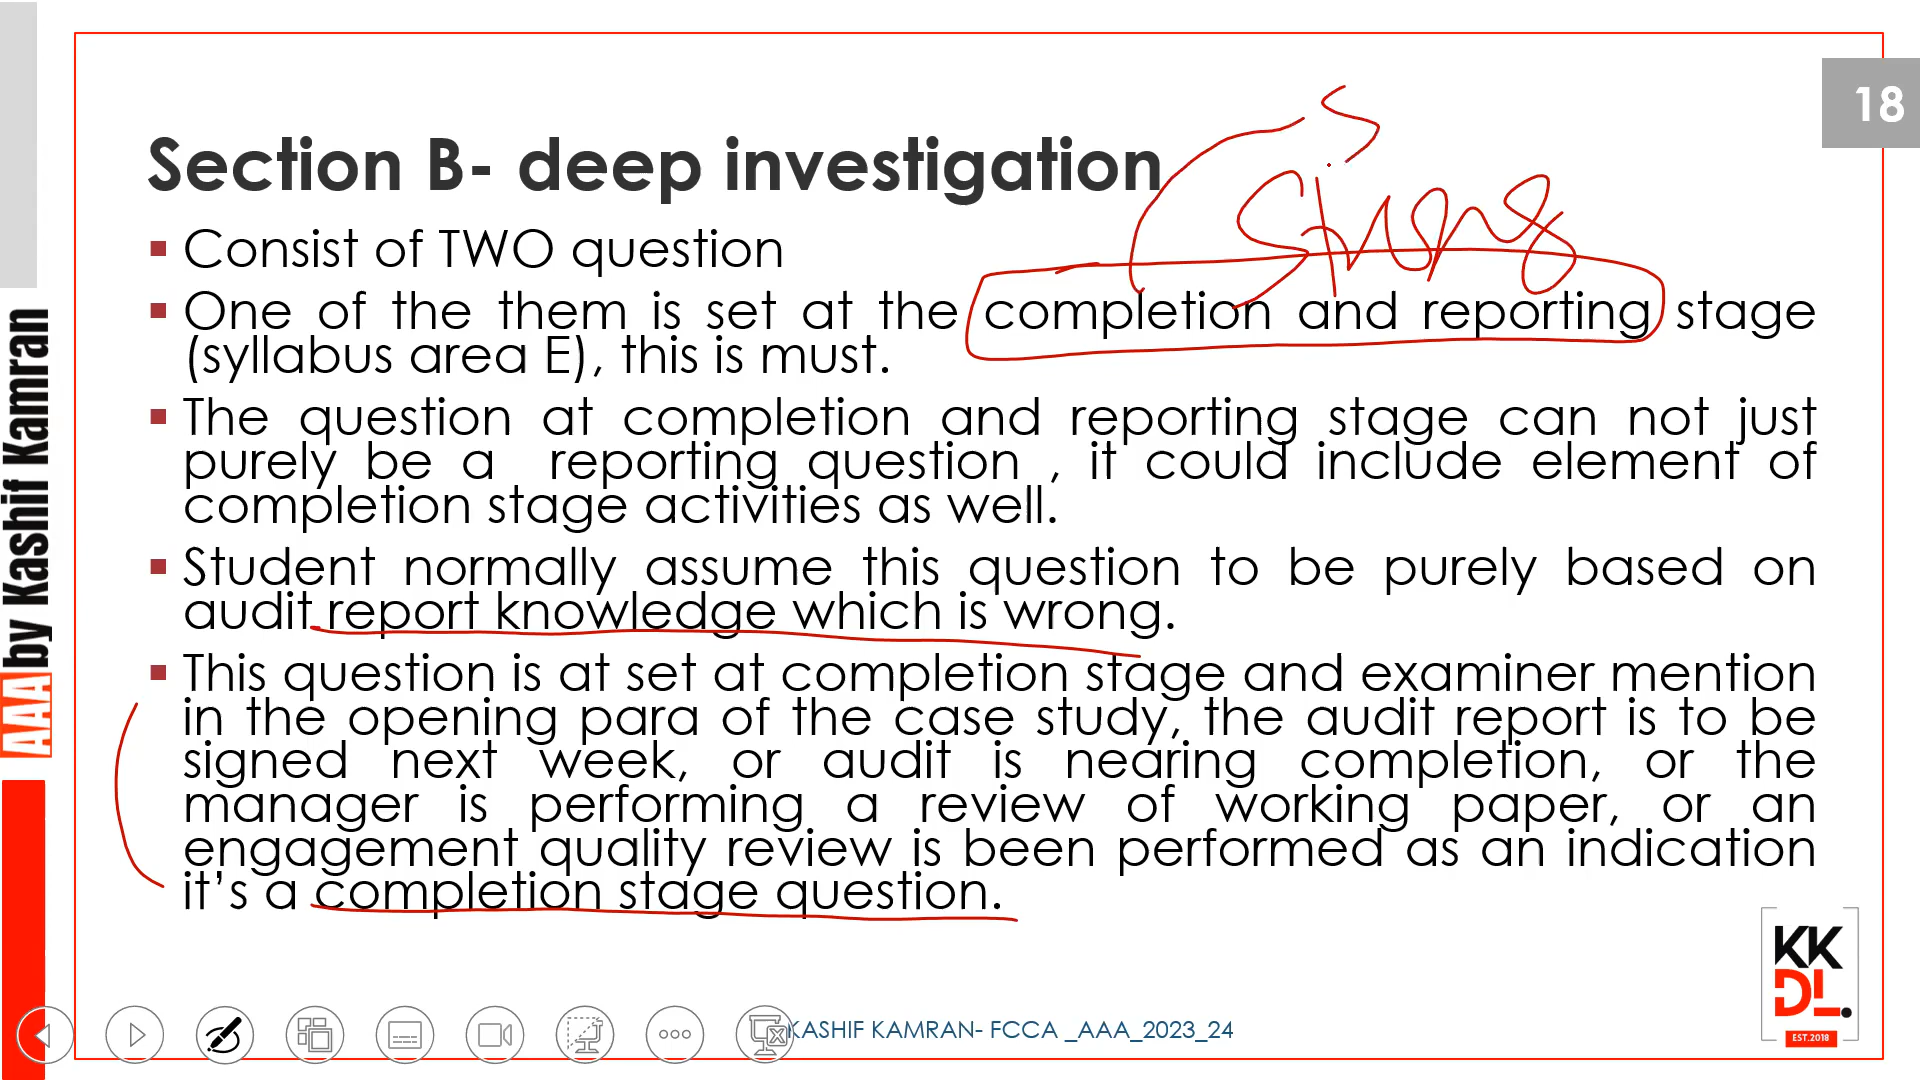 18
Section B- deep investigation
S
Strong
Consist of TWO question
One of the them is set at the completion and reporting stage
(syllabus area E), this is must.
The question at completion and reporting stage can not just
purely be a reporting question , it could include element of
completion stage activities as well.
Student normally assume this question to be purely based on
audit report knowledge which is wrong.
This question is at set at completion stage and examiner mention
in the opening para of the case study, the audit report is to be
signed next week, or audit is nearing completion, or the
manager is performing a review of working paper, or an
engagement quality review is been performed as an indication
it's a completion stage question.
AAA by Kashif Kamran
KASHIF KAMRAN- FCCA _AAA_2023_24
KK
DL.
EST.2018